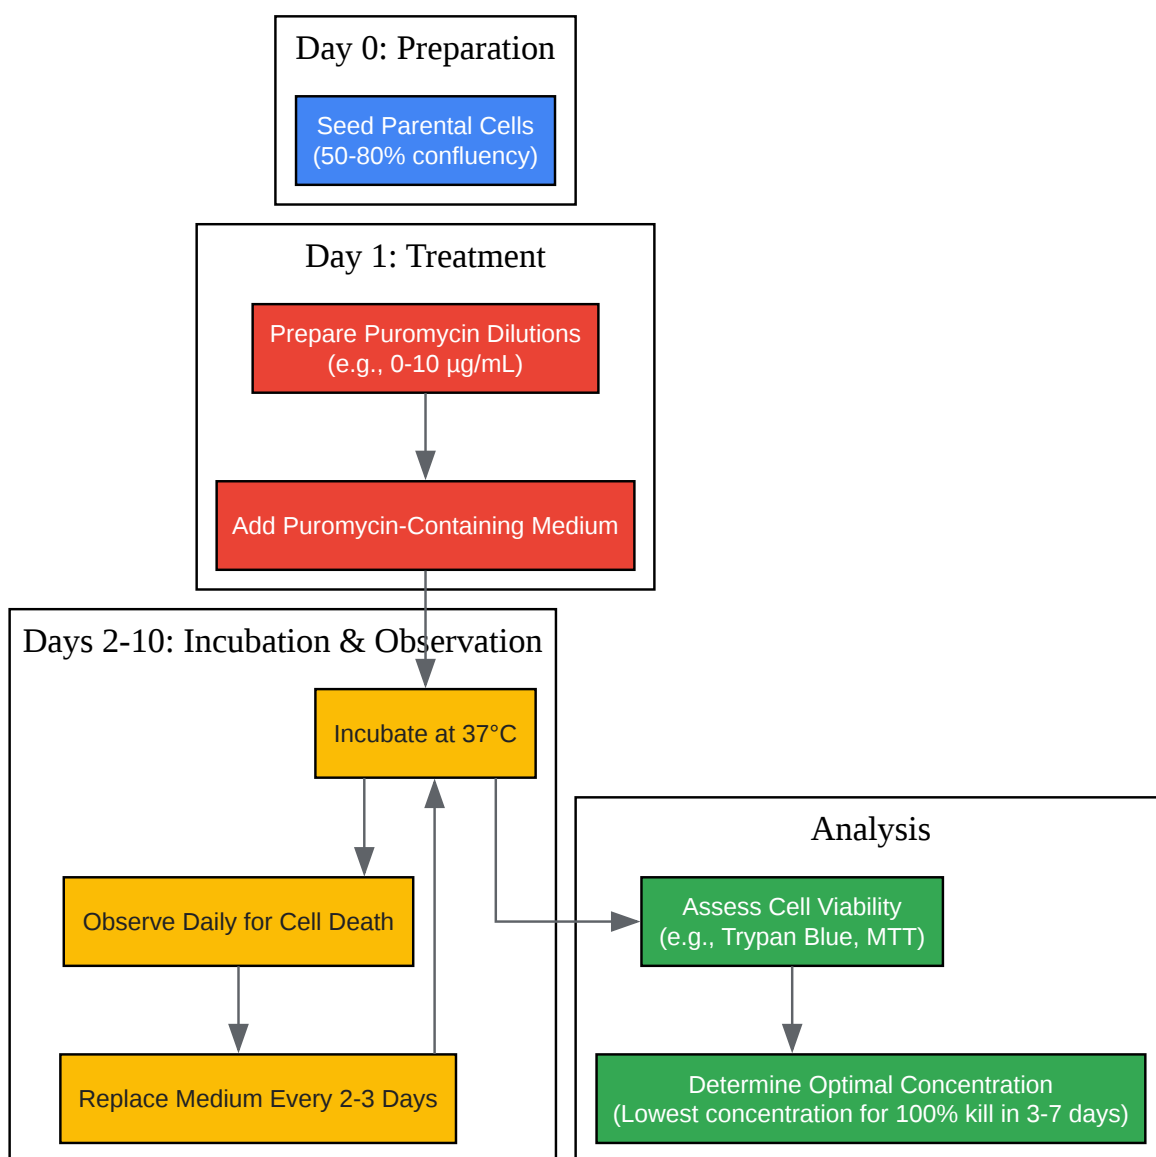 Day 0: Preparation
Seed Parental Cells
(50-80% confluency)
Day 1: Treatment
Prepare Puromycin Dilutions
(e.g., 0-10 µg/mL)
Add Puromycin-Containing Medium
Days 2-10: Incubation & Observation
Incubate at 37°C
Observe Daily for Cell Death
Replace Medium Every 2-3 Days
Analysis
Assess Cell Viability
(e.g., Trypan Blue, MTT)
Determine Optimal Concentration
(Lowest concentration for 100% kill in 3-7 days)